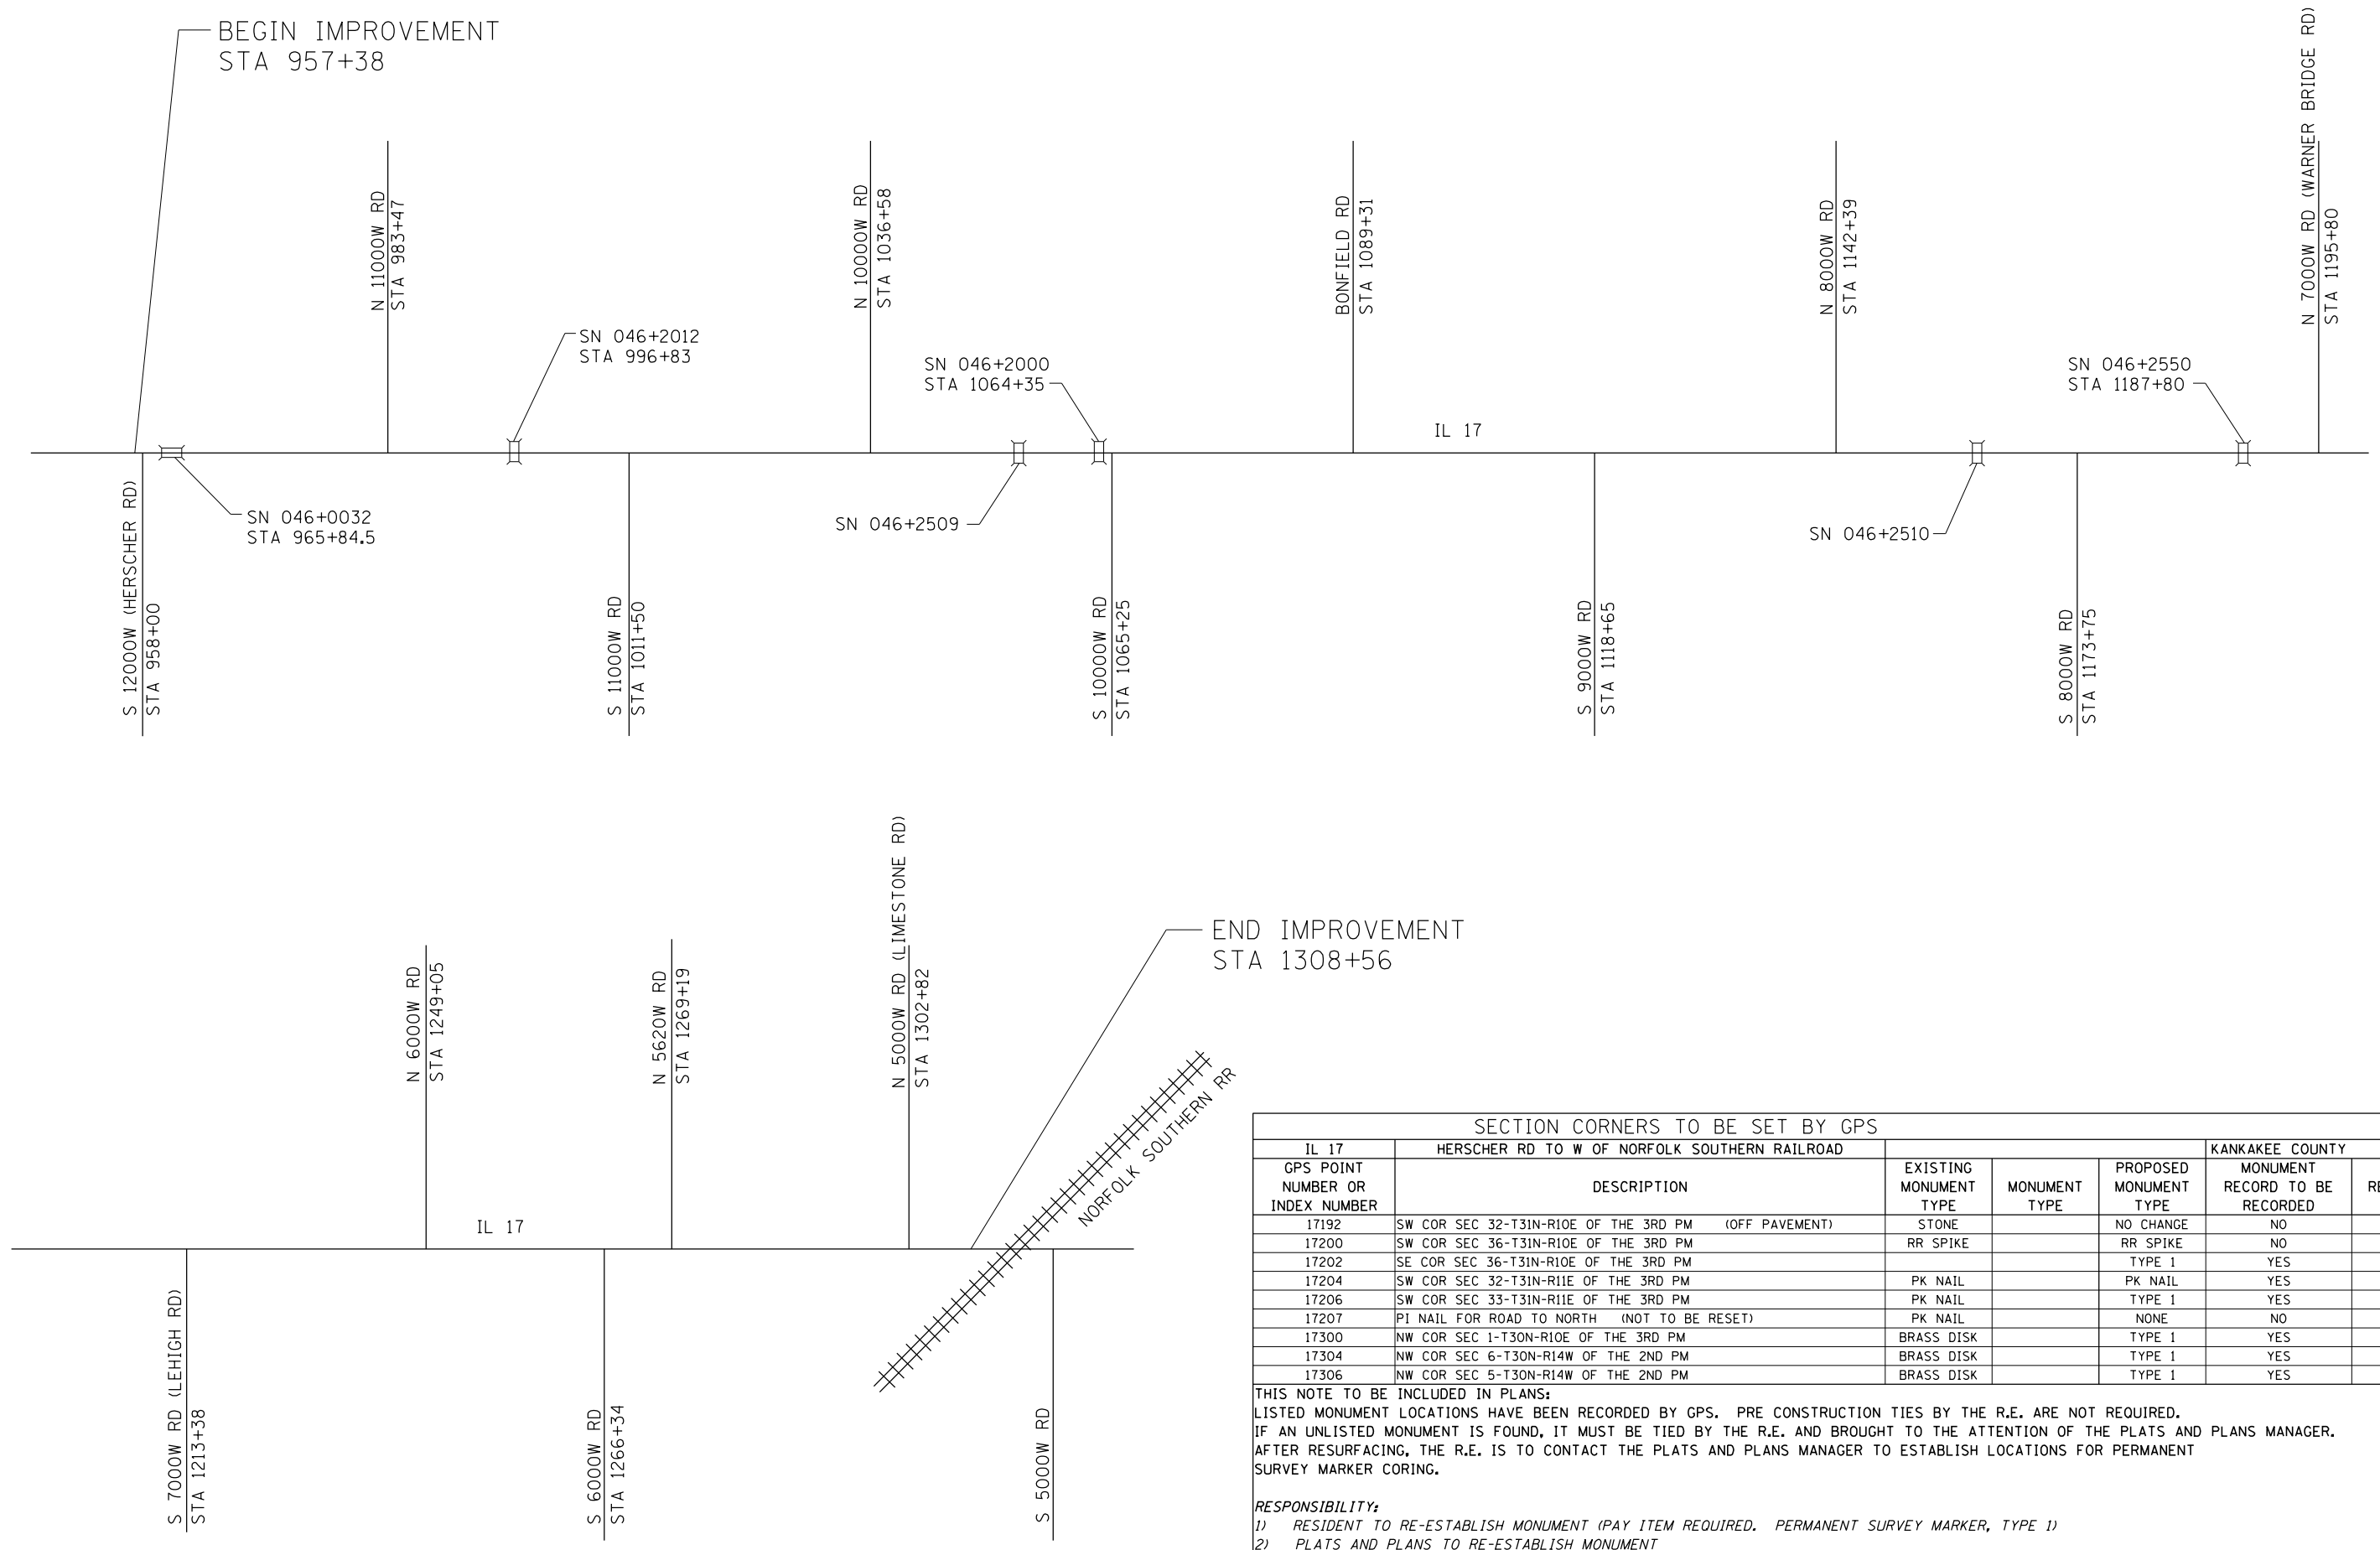 BEGIN IMPROVEMENT
STA 957+38
N 11000W RD
STA 983+47
N 10000W RD
STA 1036+58
BONFIELD RD
STA 1089+31
N 8000W RD
STA 1142+39
N 7000W RD (WARNER BRIDGE RD)
STA 1195+80
SN 046+2012
STA 996+83
SN 046+2000
STA 1064+35
SN 046+2550
STA 1187+80
IL 17
SN 046+0032
STA 965+84.5
SN 046+2509
SN 046+2510
S 12000W (HERSCHER RD)
STA 958+00
S 11000W RD
STA 1011+50
S 10000W RD
STA 1065+25
S 9000W RD
STA 1118+65
S 8000W RD
STA 1173+75
N 6000W RD
STA 1249+05
N 5620W RD
STA 1269+19
N 5000W RD (LIMESTONE RD)
STA 1302+82
END IMPROVEMENT
STA 1308+56
NORFOLK SOUTHERN RR
IL 17
S 7000W RD (LEHIGH RD)
STA 1213+38
S 6000W RD
STA 1266+34
S 5000W RD
SECTION CORNERS TO BE SET BY GPS
IL 17 HERSCHER RD TO W OF NORFOLK SOUTHERN RAILROAD KANKAKEE COUNTY
GPS POINT EXISTING PROPOSED MONUMENT
NUMBER OR DESCRIPTION MONUMENT MONUMENT MONUMENT RECORD TO BE
INDEX NUMBER TYPE TYPE TYPE RECORDED
17192 SW COR SEC 32-T31N-R10E OF THE 3RD PM (OFF PAVEMENT) STONE NO CHANGE NO
17200 SW COR SEC 36-T31N-R10E OF THE 3RD PM RR SPIKE RR SPIKE NO
17202 SE COR SEC 36-T31N-R10E OF THE 3RD PM TYPE 1 YES
17204 SW COR SEC 32-T31N-R11E OF THE 3RD PM PK NAIL PK NAIL YES
17206 SW COR SEC 33-T31N-R11E OF THE 3RD PM PK NAIL TYPE 1 YES
17207 PI NAIL FOR ROAD TO NORTH (NOT TO BE RESET) PK NAIL NONE NO
17300 NW COR SEC 1-T30N-R10E OF THE 3RD PM BRASS DISK TYPE 1 YES
17304 NW COR SEC 6-T30N-R14W OF THE 2ND PM BRASS DISK TYPE 1 YES
17306 NW COR SEC 5-T30N-R14W OF THE 2ND PM BRASS DISK TYPE 1 YES
THIS NOTE TO BE INCLUDED IN PLANS:
LISTED MONUMENT LOCATIONS HAVE BEEN RECORDED BY GPS. PRE CONSTRUCTION TIES BY THE R.E. ARE NOT REQUIRED.
IF AN UNLISTED MONUMENT IS FOUND, IT MUST BE TIED BY THE R.E. AND BROUGHT TO THE ATTENTION OF THE PLATS AND PLANS MANAGER.
AFTER RESURFACING, THE R.E. IS TO CONTACT THE PLATS AND PLANS MANAGER TO ESTABLISH LOCATIONS FOR PERMANENT
SURVEY MARKER CORING.
RESPONSIBILITY:
1) RESIDENT TO RE-ESTABLISH MONUMENT (PAY ITEM REQUIRED. PERMANENT SURVEY MARKER, TYPE 1)
2) PLATS AND PLANS TO RE-ESTABLISH MONUMENT